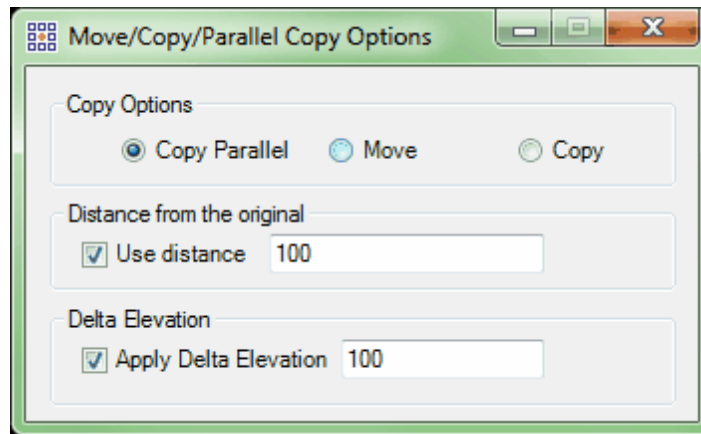 Move/Copy/Parallel Copy Options
Copy Options
Copy Parallel Move Copy
Distance from the original
Use distance 100
Delta Elevation
Apply Delta Elevation 100